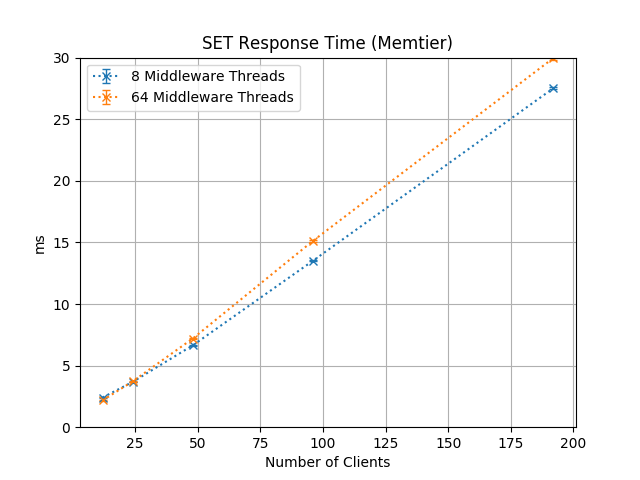 SET Response Time (Memtier)
8 Middleware Threads
64 Middleware Threads
ms
30
25
20
15
10
5
0
25 50 75 100 125 150 175 200
Number of Clients